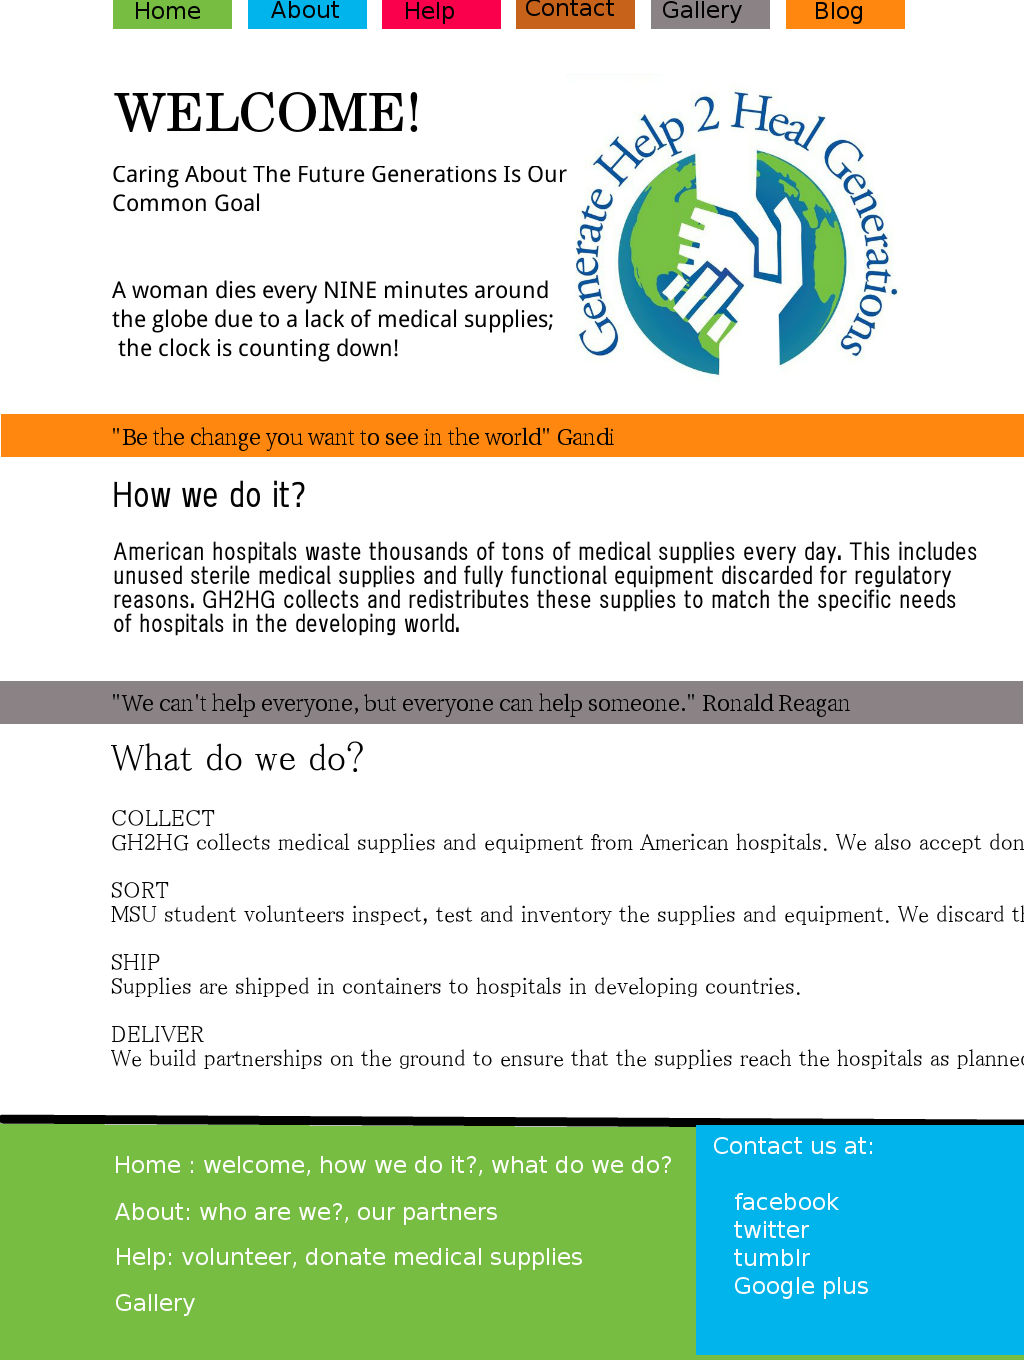 Home About Help Contact Gallery Blog
WELCOME!
Caring About The Future Generations Is Our
Common Goal
Generate Help 2 Heal Generations
A woman dies every NINE minutes around
the globe due to a lack of medical supplies;
the clock is counting down!
"Be the change you want to see in the world" Gandi
How we do it?
American hospitals waste thousands of tons of medical supplies every day. This includes
unused sterile medical supplies and fully functional equipment discarded for regulatory
reasons. GH2HG collects and redistributes these supplies to match the specific needs
of hospitals in the developing world.
"We can't help everyone, but everyone can help someone." Ronald Reagan
What do we do?
COLLECT
GH2HG collects medical supplies and equipment from American hospitals. We also accept don
SORT
MSU student volunteers inspect, test and inventory the supplies and equipment. We discard th
SHIP
Supplies are shipped in containers to hospitals in developing countries.
DELIVER
We build partnerships on the ground to ensure that the supplies reach the hospitals as planned
Home : welcome, how we do it?, what do we do?
About: who are we?, our partners
Help: volunteer, donate medical supplies
Gallery
Contact us at:
facebook
twitter
tumblr
Google plus